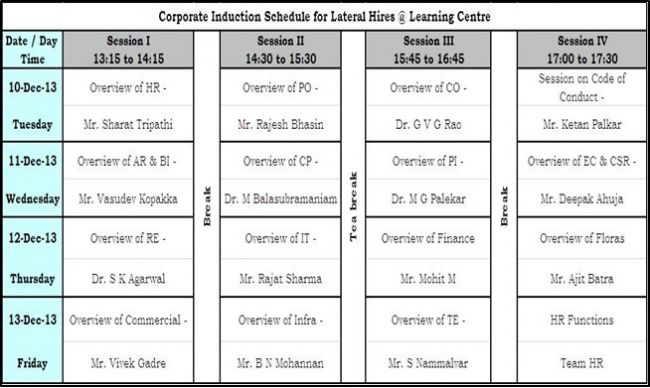 Corporate Induction Schedule for Lateral Hires @ Learning Centre
Date / Day Time Session I 13:15 to 14:15 Session II 14:30 to 15:30 Session III 15:45 to 16:45 Session IV 17:00 to 17:30
Break
Tea break
Break
10-Dec-13 Overview of HR - Overview of PO - Overview of CO - Session on Code of Conduct -
Tuesday Mr. Sharat Tripathi Mr. Rajesh Bhasin Dr. G V G Rao Mr. Ketan Palkar
11-Dec-13 Overview of AR & BI - Overview of CP - Overview of PI - Overview of EC & CSR -
Wednesday Mr. Vasudev Kopakka Dr. M Balasubramaniam Dr. M G Palekar Mr. Deepak Ahuja
12-Dec-13 Overview of RE - Overview of IT - Overview of Finance Overview of Floras
Thursday Dr. S K Agarwal Mr. Rajat Sharma Mr. Mohit M Mr. Ajit Batra
13-Dec-13 Overview of Commercial - Overview of Infra - Overview of TE - HR Functions
Friday Mr. Vivek Gadre Mr. B N Mohannan Mr. S Nammalvar Team HR